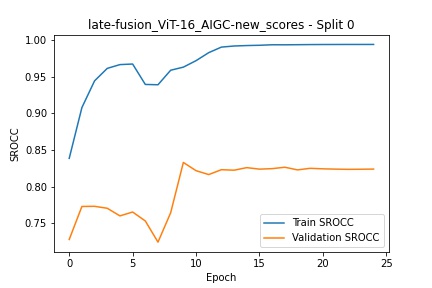 late-fusion_ViT-16_AIGC-new_scores - Split 0
1.00
0.95
0.90
0.85
0.80
0.75
SROCC
0 5 10 15 20 25
Epoch
Train SROCC
Validation SROCC